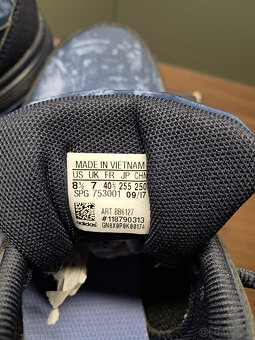 MADE IN VIETNAM
US UK FR JP CHN
8½ 7 40⅔ 255 250
SPG 753001 09/17
ART BB6127
#118790313
adidas GN8X0P0K00174